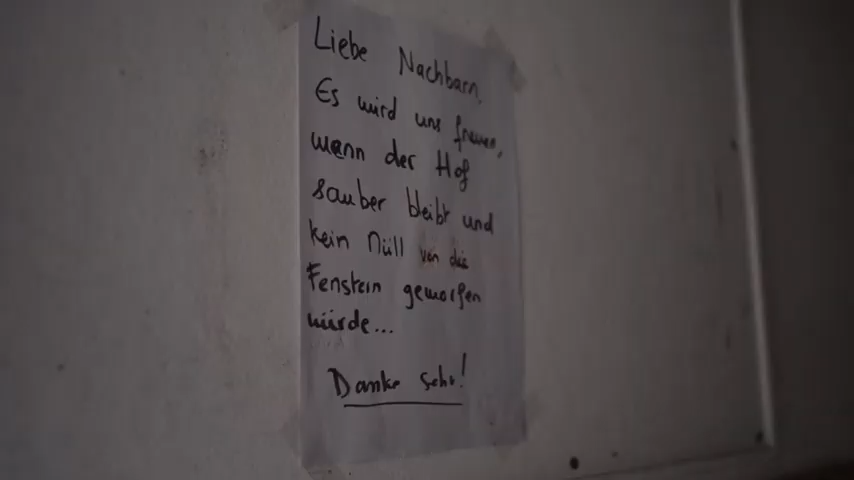 Liebe Nachbarn,
Es wird uns freuen,
wenn der Hof
sauber bleibt und
kein Müll von die
Fenstern geworfen
würde...
Danke sehr!